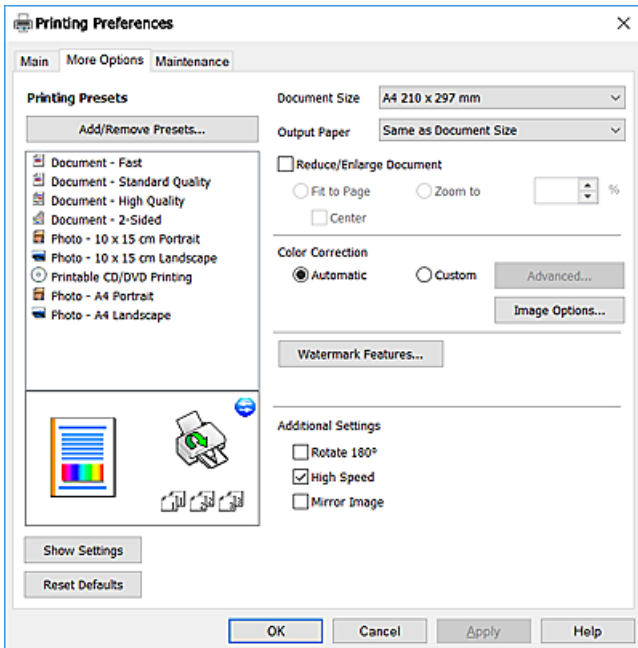 Printing Preferences
Main
More Options
Maintenance
Printing Presets
Add/Remove Presets...
Document - Fast
Document - Standard Quality
Document - High Quality
Document - 2-Sided
Photo - 10 x 15 cm Portrait
Photo - 10 x 15 cm Landscape
Printable CD/DVD Printing
Photo - A4 Portrait
Photo - A4 Landscape
Show Settings
Reset Defaults
Document Size
A4 210 x 297 mm
Output Paper
Same as Document Size
Reduce/Enlarge Document
Fit to Page
Zoom to
%
Center
Color Correction
Automatic
Custom
Advanced...
Image Options...
Watermark Features...
Additional Settings
Rotate 180º
High Speed
Mirror Image
OK
Cancel
Apply
Help